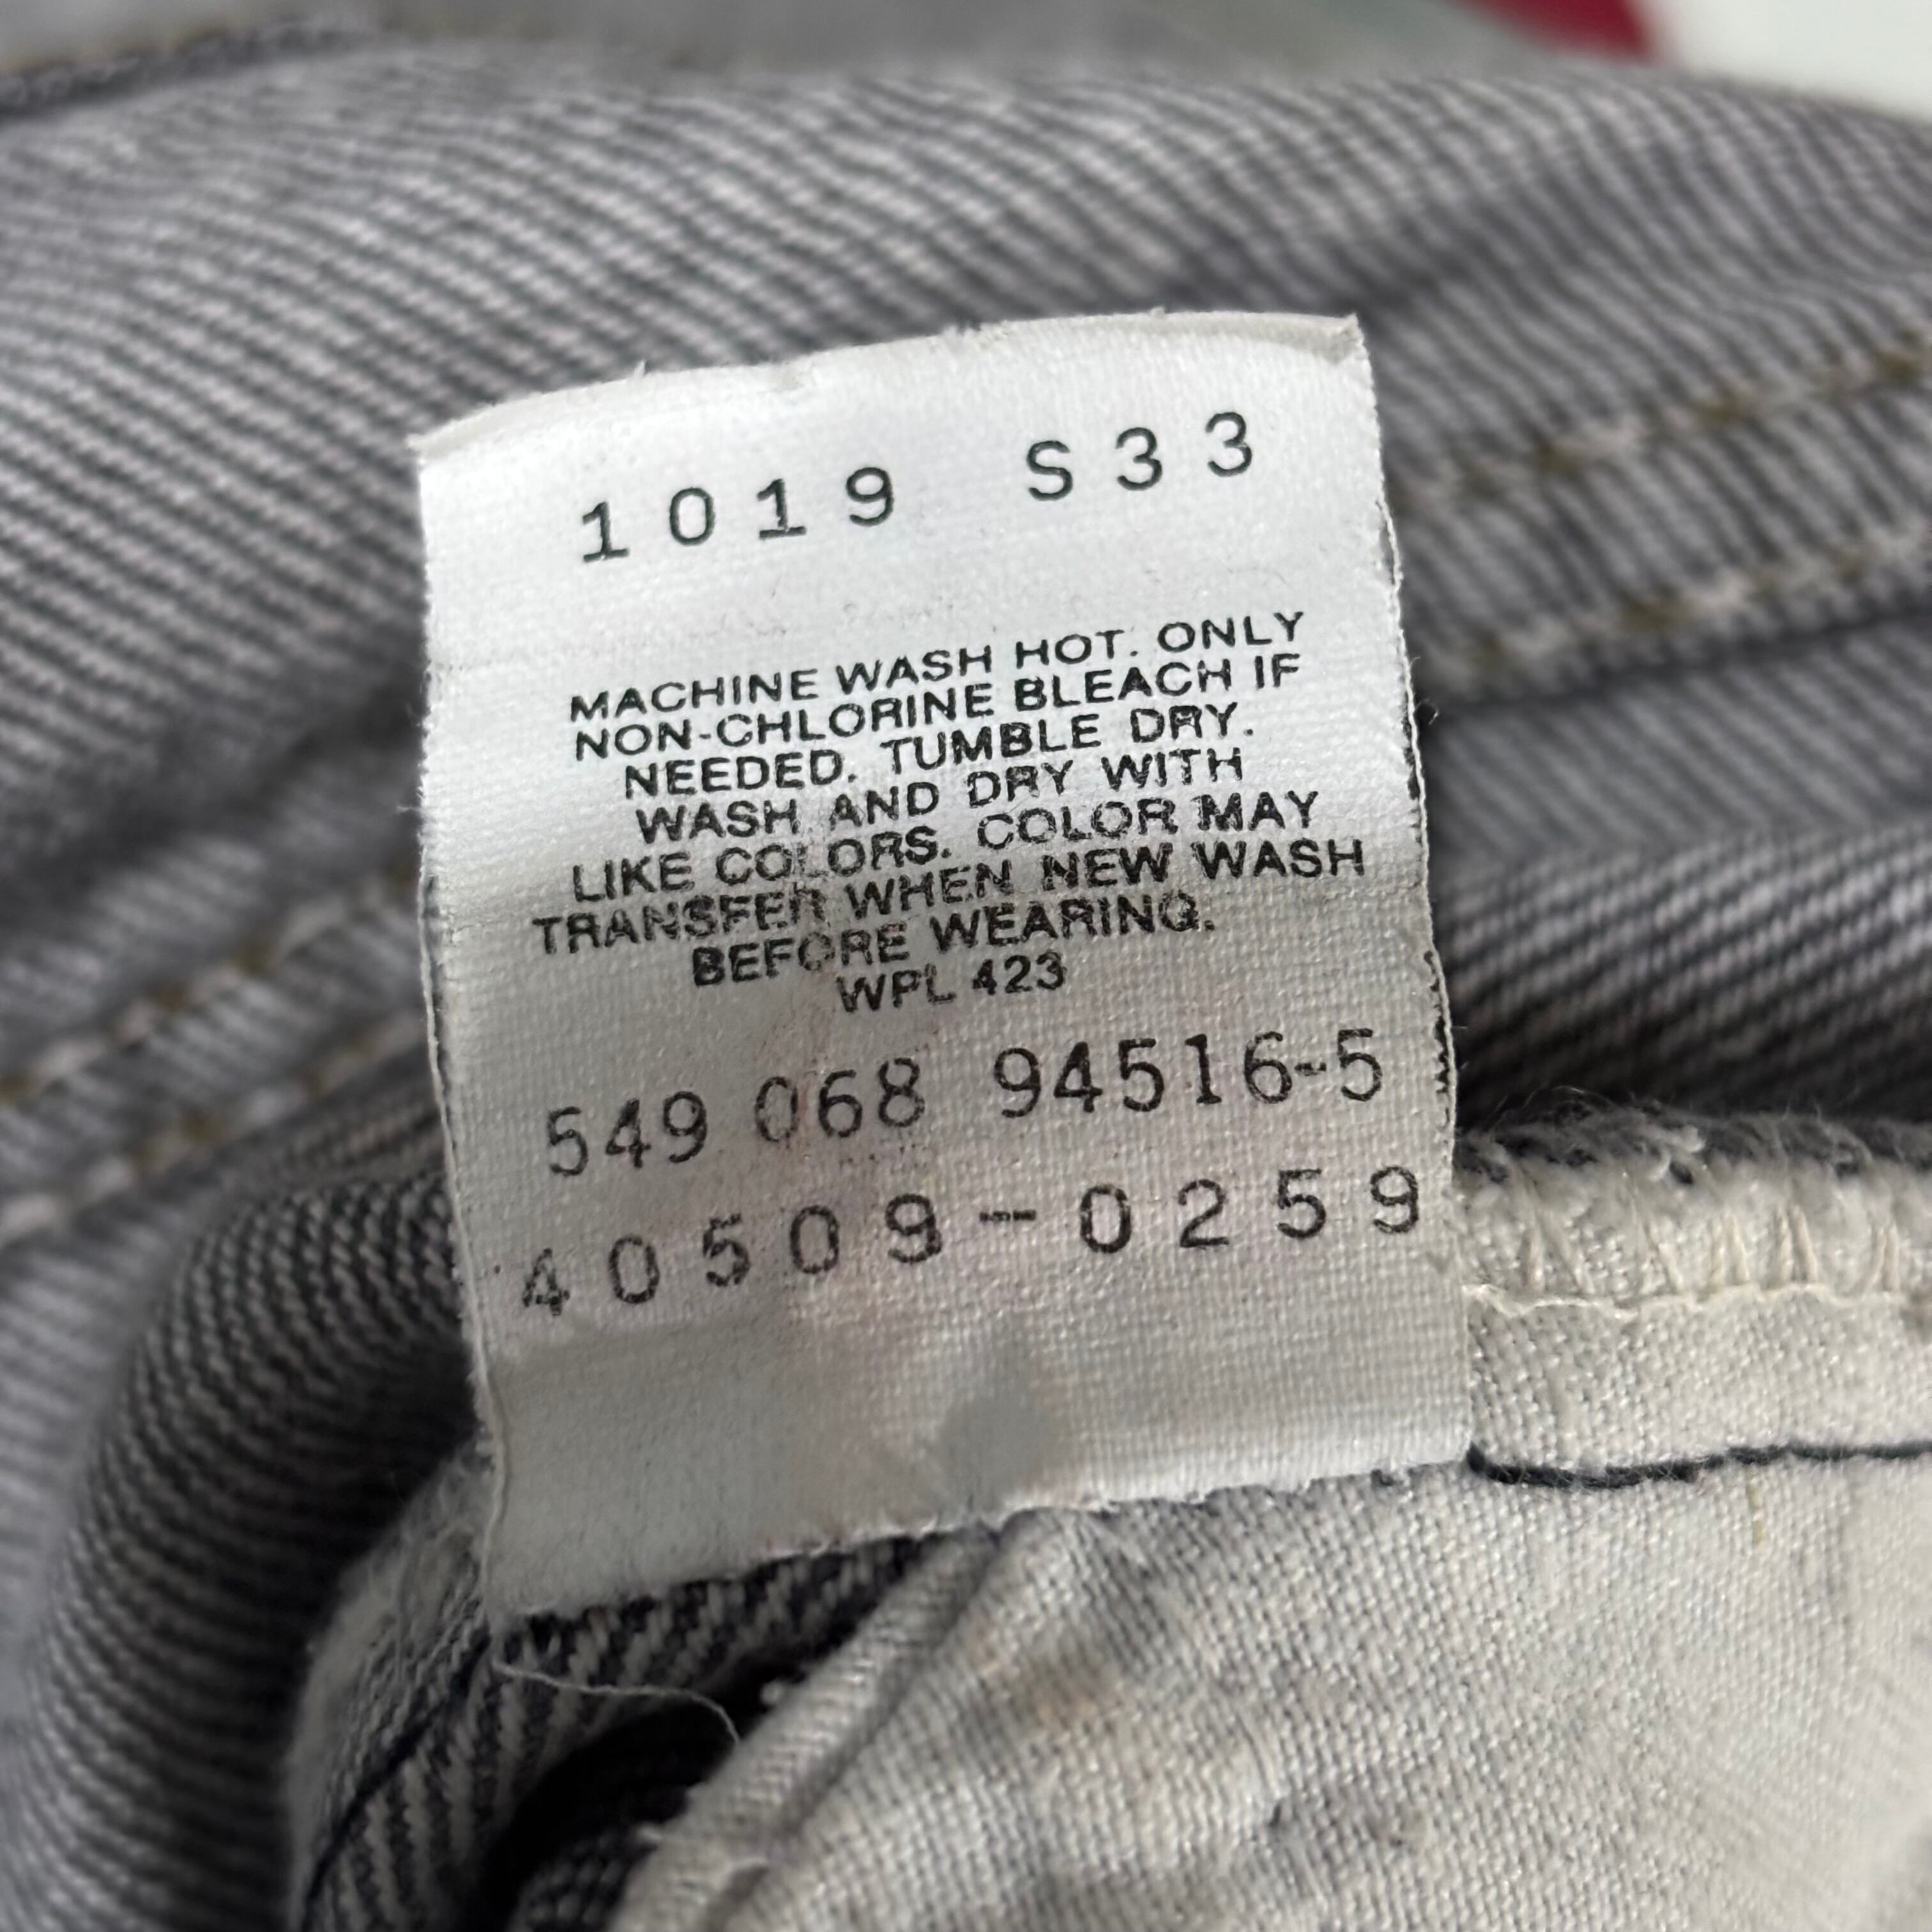 1019 S33
MACHINE WASH HOT. ONLY
NON-CHLORINE BLEACH IF
NEEDED. TUMBLE DRY.
WASH AND DRY WITH
LIKE COLORS. COLOR MAY
TRANSFER WHEN NEW WASH
BEFORE WEARING.
WPL 423
549 068 94516-5
40509-0259